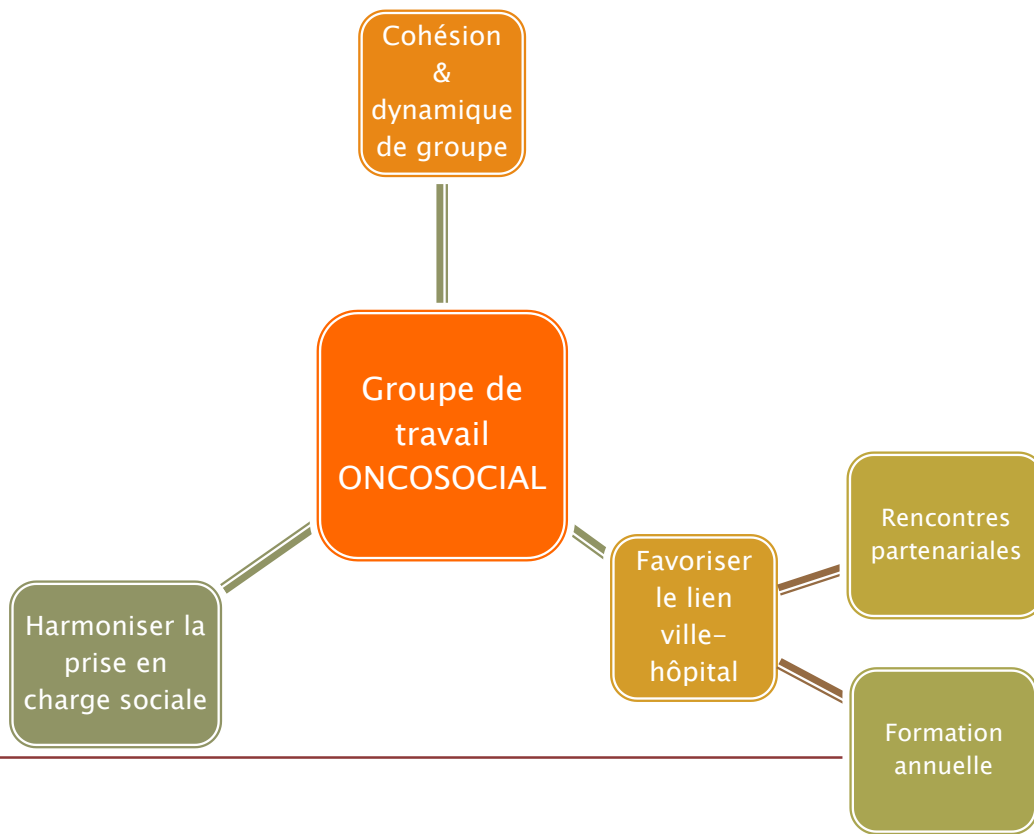 Cohésion
&
dynamique
de groupe
Groupe de
travail
ONCOSOCIAL
Harmoniser la
prise en
charge sociale
Favoriser
le lien
ville-
hôpital
Rencontres
partenariales
Formation
annuelle